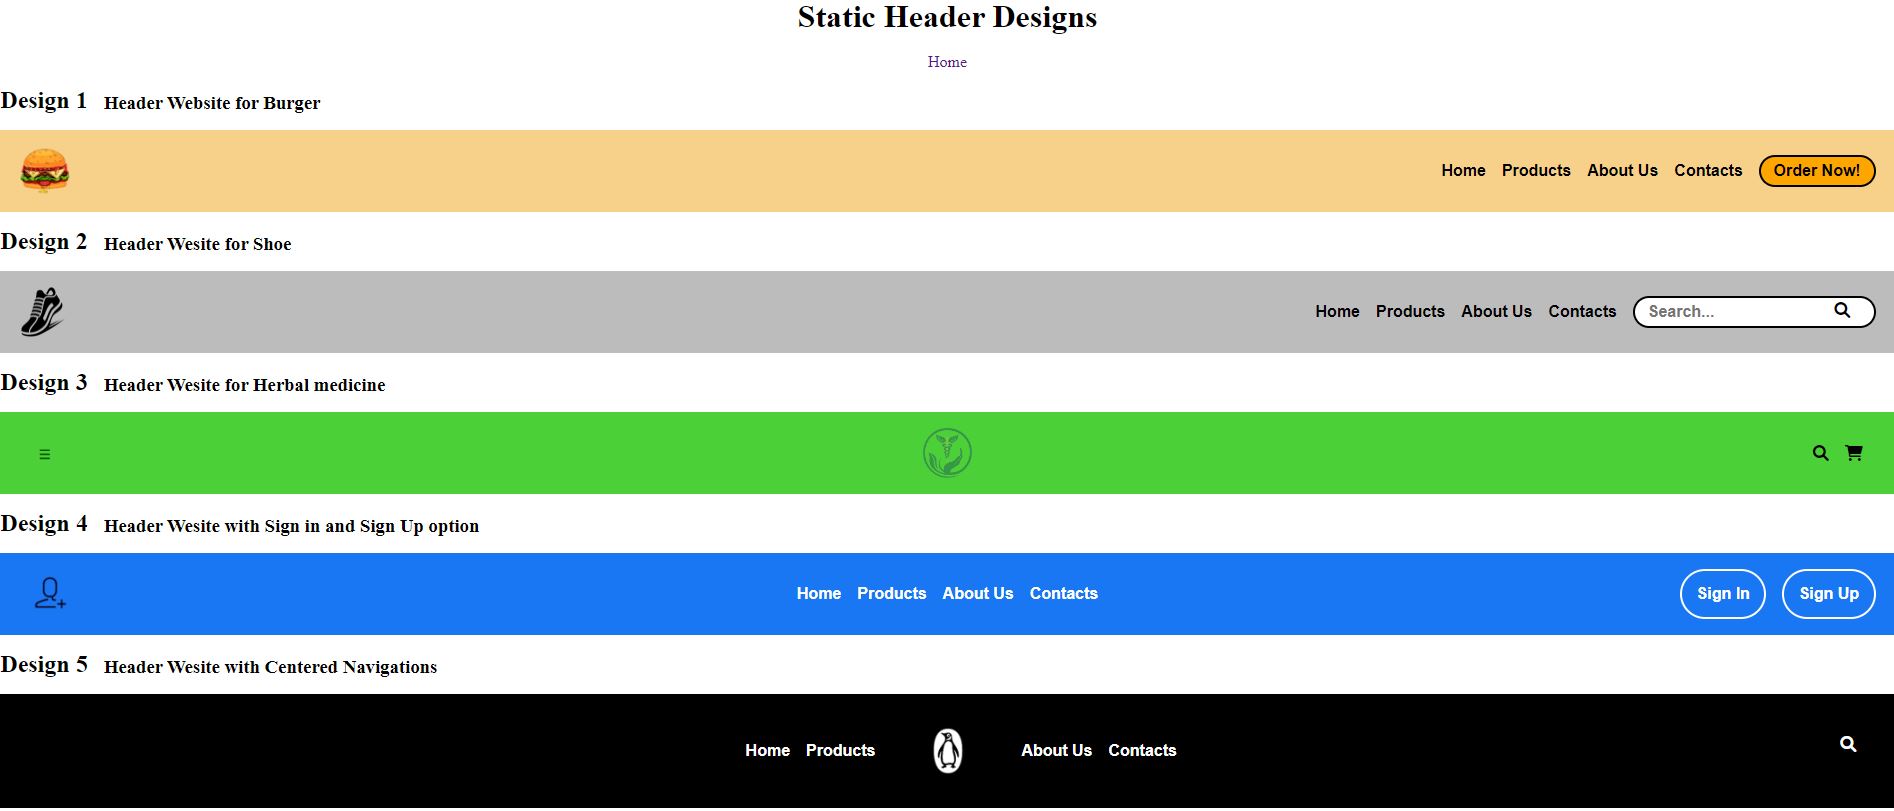 Static Header Designs
Home
Design 1 Header Website for Burger
Home Products About Us Contacts Order Now!
Design 2 Header Wesite for Shoe
Home Products About Us Contacts Search...
Design 3 Header Wesite for Herbal medicine
Design 4 Header Wesite with Sign in and Sign Up option
Home Products About Us Contacts Sign In Sign Up
Design 5 Header Wesite with Centered Navigations
Home Products About Us Contacts